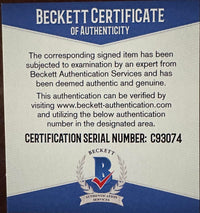 BECKETT CERTIFICATE
OF AUTHENTICITY
The corresponding signed item has been
subjected to examination by an expert from
Beckett Authentication Services and has
been deemed authentic and genuine.
This authentication can be verified by
visiting www.beckett-authentication.com
and utilizing the below authentication
number in the designated area.
CERTIFICATION SERIAL NUMBER: C93074
BECKETT
B
AUTHENTICATION
SERVICES